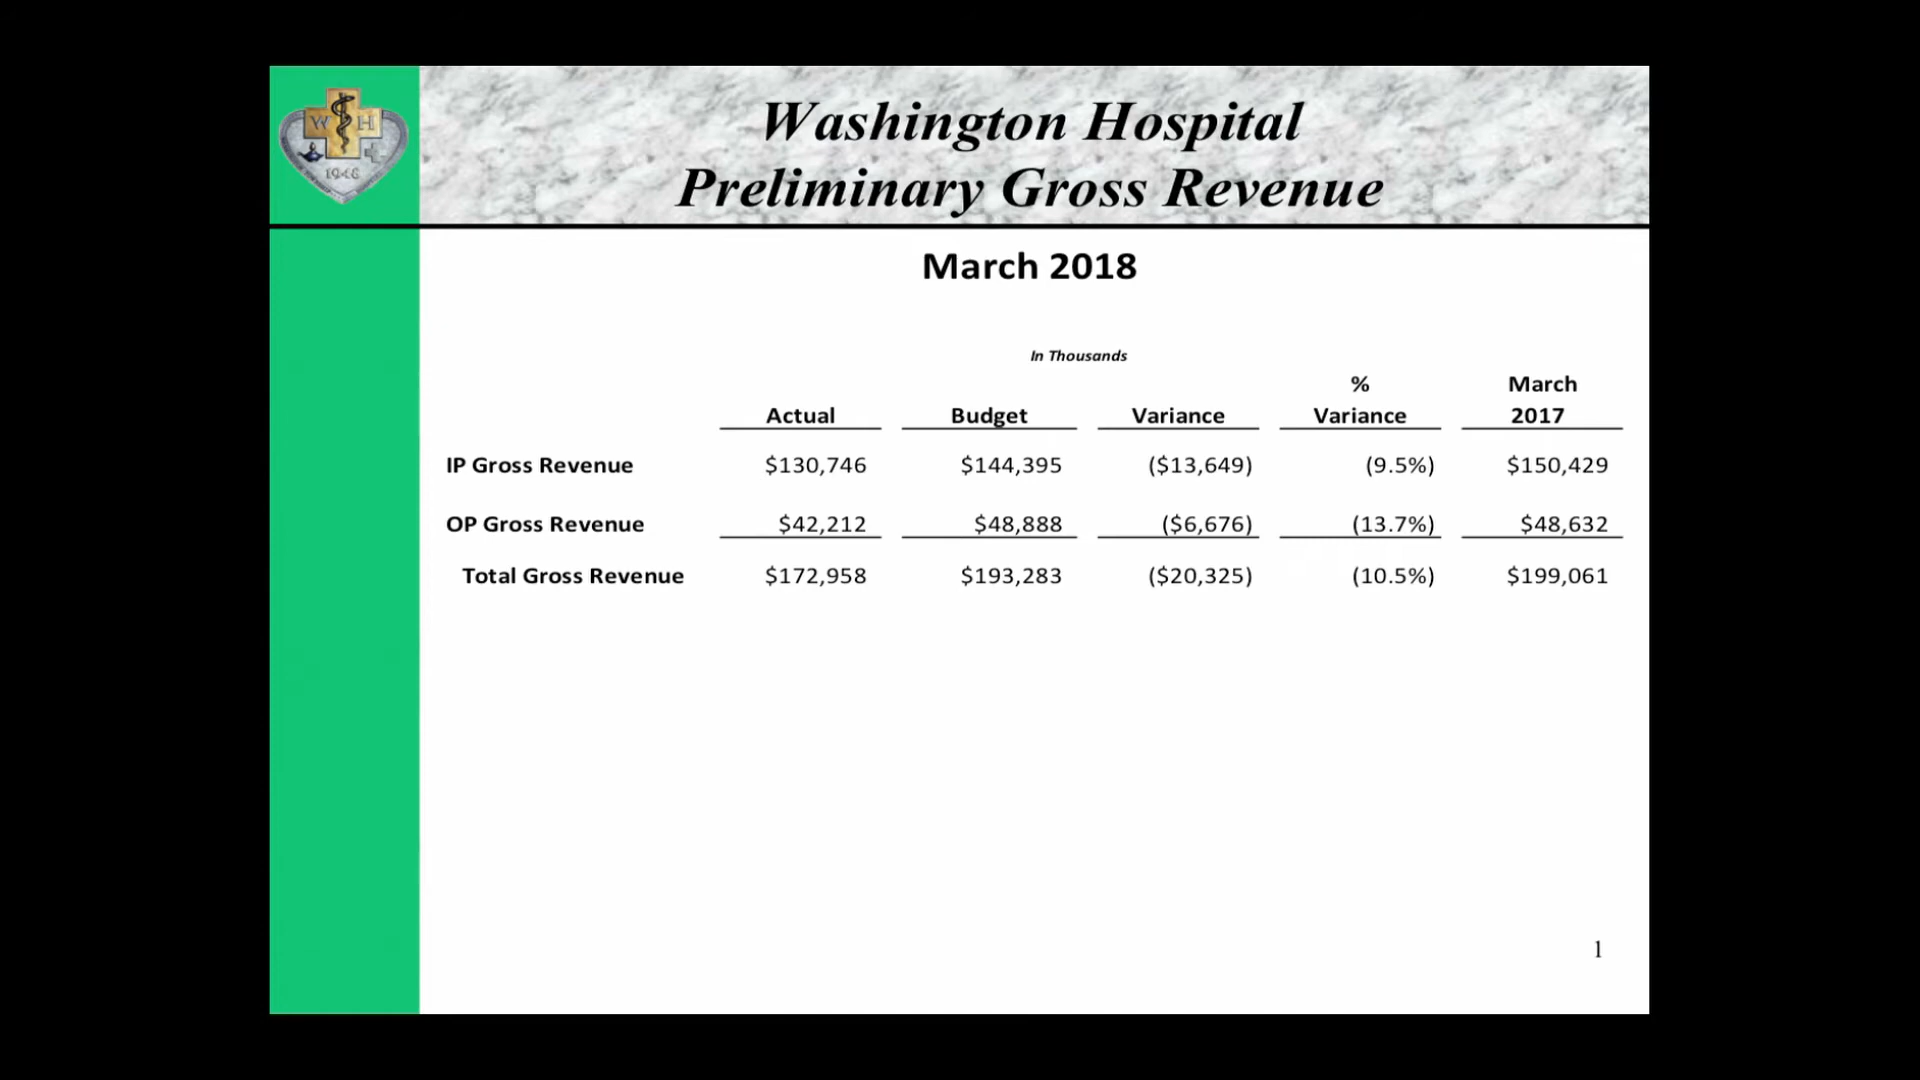 W H
1948
Washington Hospital
Preliminary Gross Revenue
March 2018
In Thousands
Actual Budget Variance % Variance March 2017
IP Gross Revenue $130,746 $144,395 ($13,649) (9.5%) $150,429
OP Gross Revenue $42,212 $48,888 ($6,676) (13.7%) $48,632
Total Gross Revenue $172,958 $193,283 ($20,325) (10.5%) $199,061
1